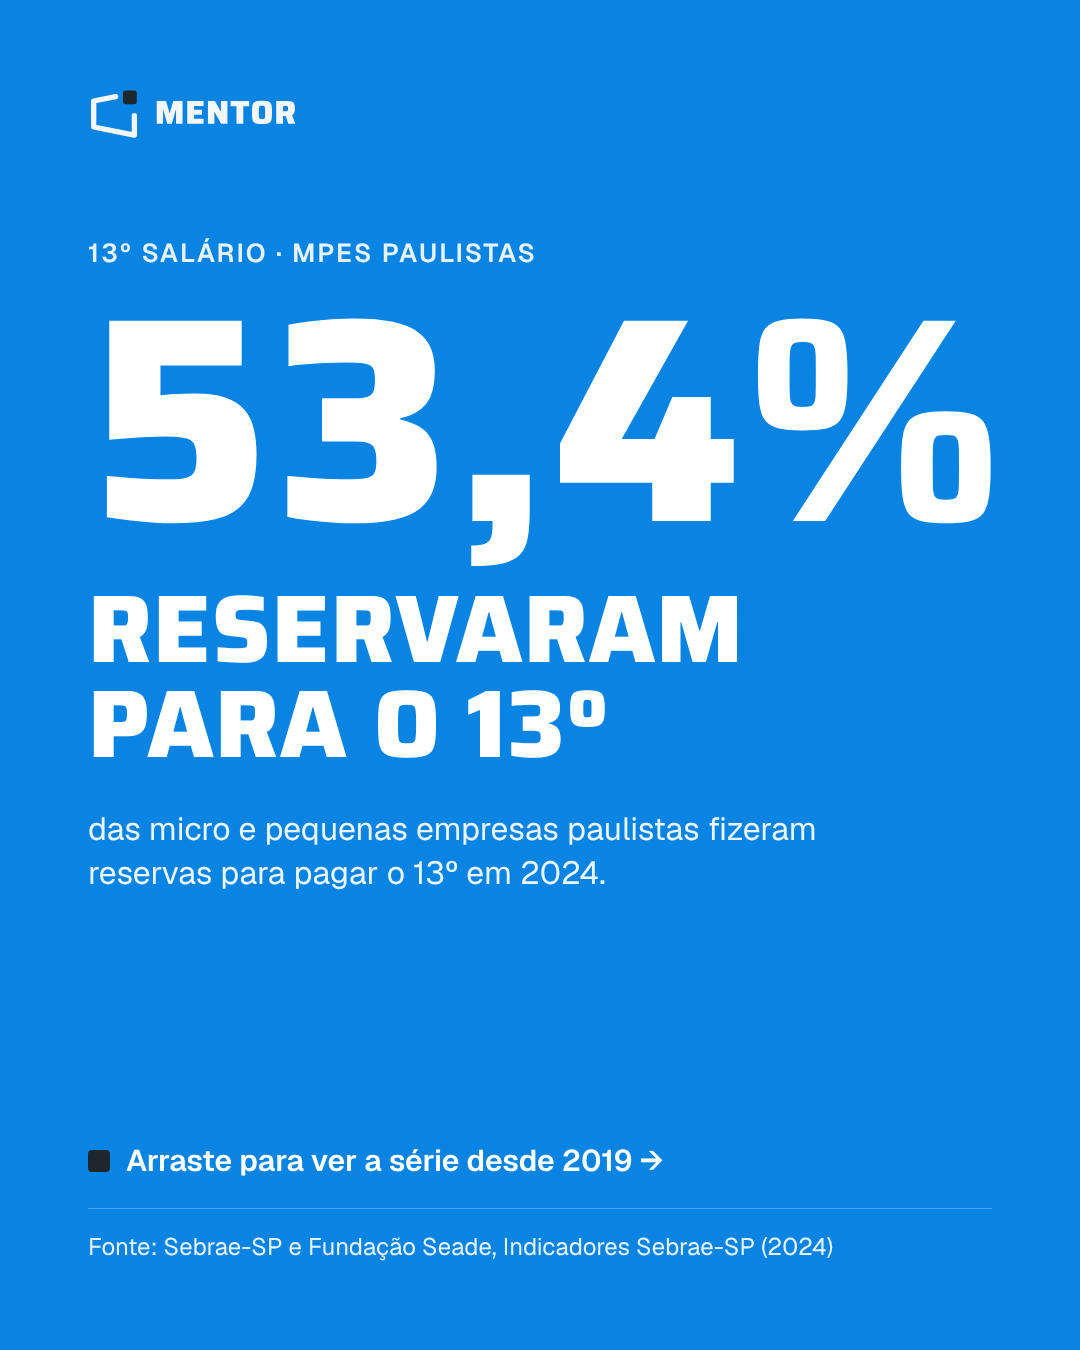 MENTOR
13º SALÁRIO · MPES PAULISTAS
53,4%
RESERVARAM
PARA O 13º
das micro e pequenas empresas paulistas fizeram
reservas para pagar o 13º em 2024.
Arraste para ver a série desde 2019 →
Fonte: Sebrae-SP e Fundação Seade, Indicadores Sebrae-SP (2024)